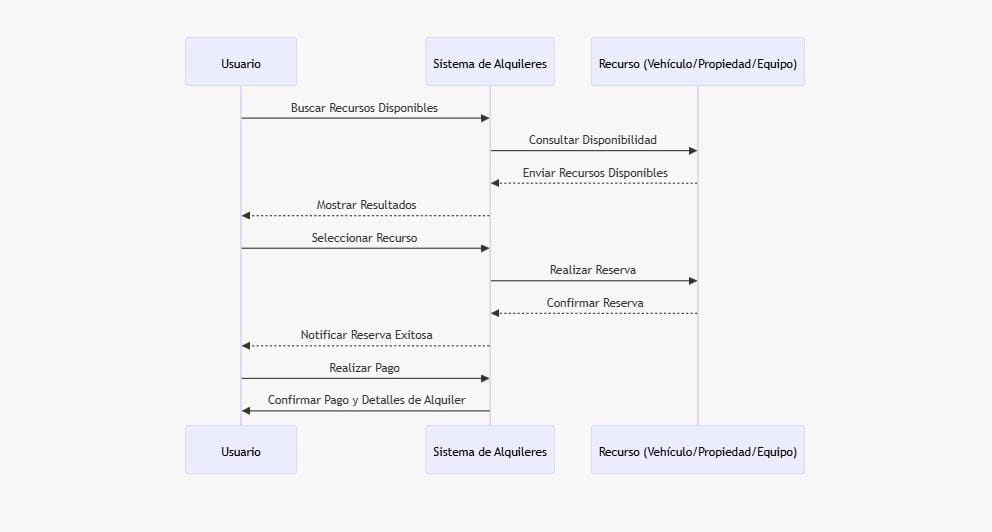 Usuario
Sistema de Alquileres
Recurso (Vehículo/Propiedad/Equipo)
Buscar Recursos Disponibles
Consultar Disponibilidad
Enviar Recursos Disponibles
Mostrar Resultados
Seleccionar Recurso
Realizar Reserva
Confirmar Reserva
Notificar Reserva Exitosa
Realizar Pago
Confirmar Pago y Detalles de Alquiler
Usuario
Sistema de Alquileres
Recurso (Vehículo/Propiedad/Equipo)